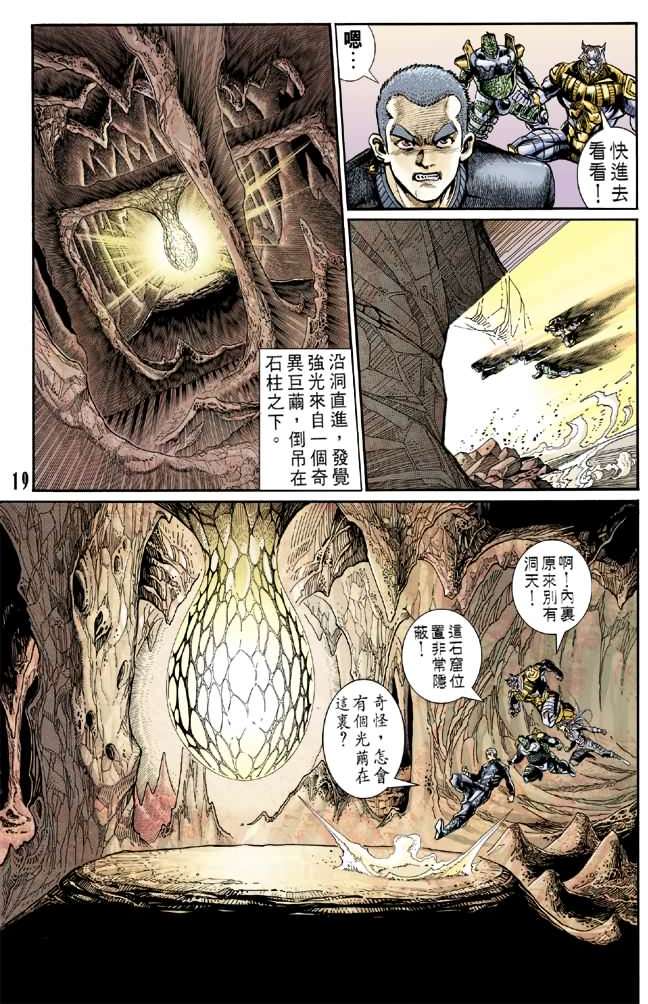 嗯…
快進去
看看！
沿洞直進，發覺
強光來自一個奇
異巨繭，倒吊在
石柱之下。
19
啊！內裏
原來別有
洞天！
這石窟位
置非常隱
蔽！
奇怪，怎會
有個光繭在
這裏？